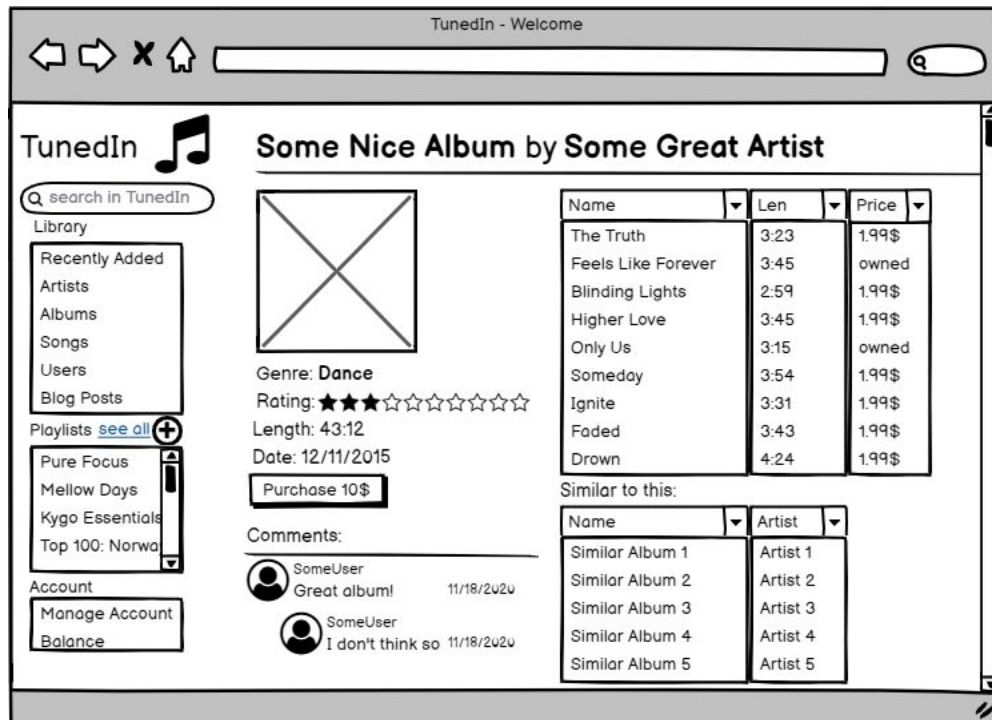 TunedIn - Welcome
TunedIn
search in TunedIn
Library
Recently Added
Artists
Albums
Songs
Users
Blog Posts
Playlists see all
Pure Focus
Mellow Days
Kygo Essentials
Top 100: Norwa
Account
Manage Account
Balance
Some Nice Album by Some Great Artist
Genre: Dance
Rating:
Length: 43:12
Date: 12/11/2015
Purchase 10$
Comments:
SomeUser
Great album! 11/18/2020
SomeUser
I don't think so 11/18/2020
Name Len Price
The Truth 3:23 1.99$
Feels Like Forever 3:45 owned
Blinding Lights 2:59 1.99$
Higher Love 3:45 1.99$
Only Us 3:15 owned
Someday 3:54 1.99$
Ignite 3:31 1.99$
Faded 3:43 1.99$
Drown 4:24 1.99$
Similar to this:
Name Artist
Similar Album 1 Artist 1
Similar Album 2 Artist 2
Similar Album 3 Artist 3
Similar Album 4 Artist 4
Similar Album 5 Artist 5